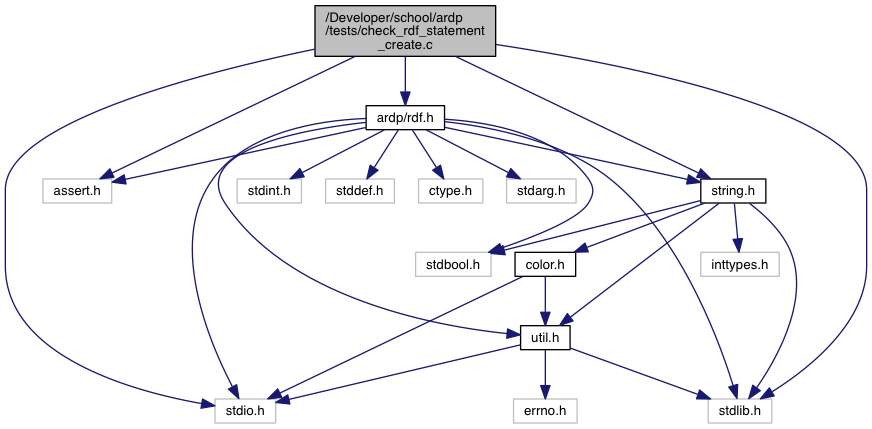 /Developer/school/ardp
/tests/check_rdf_statement
_create.c
ardp/rdf.h
assert.h
stdint.h
stddef.h
ctype.h
stdarg.h
string.h
stdbool.h
color.h
inttypes.h
util.h
stdio.h
errno.h
stdlib.h